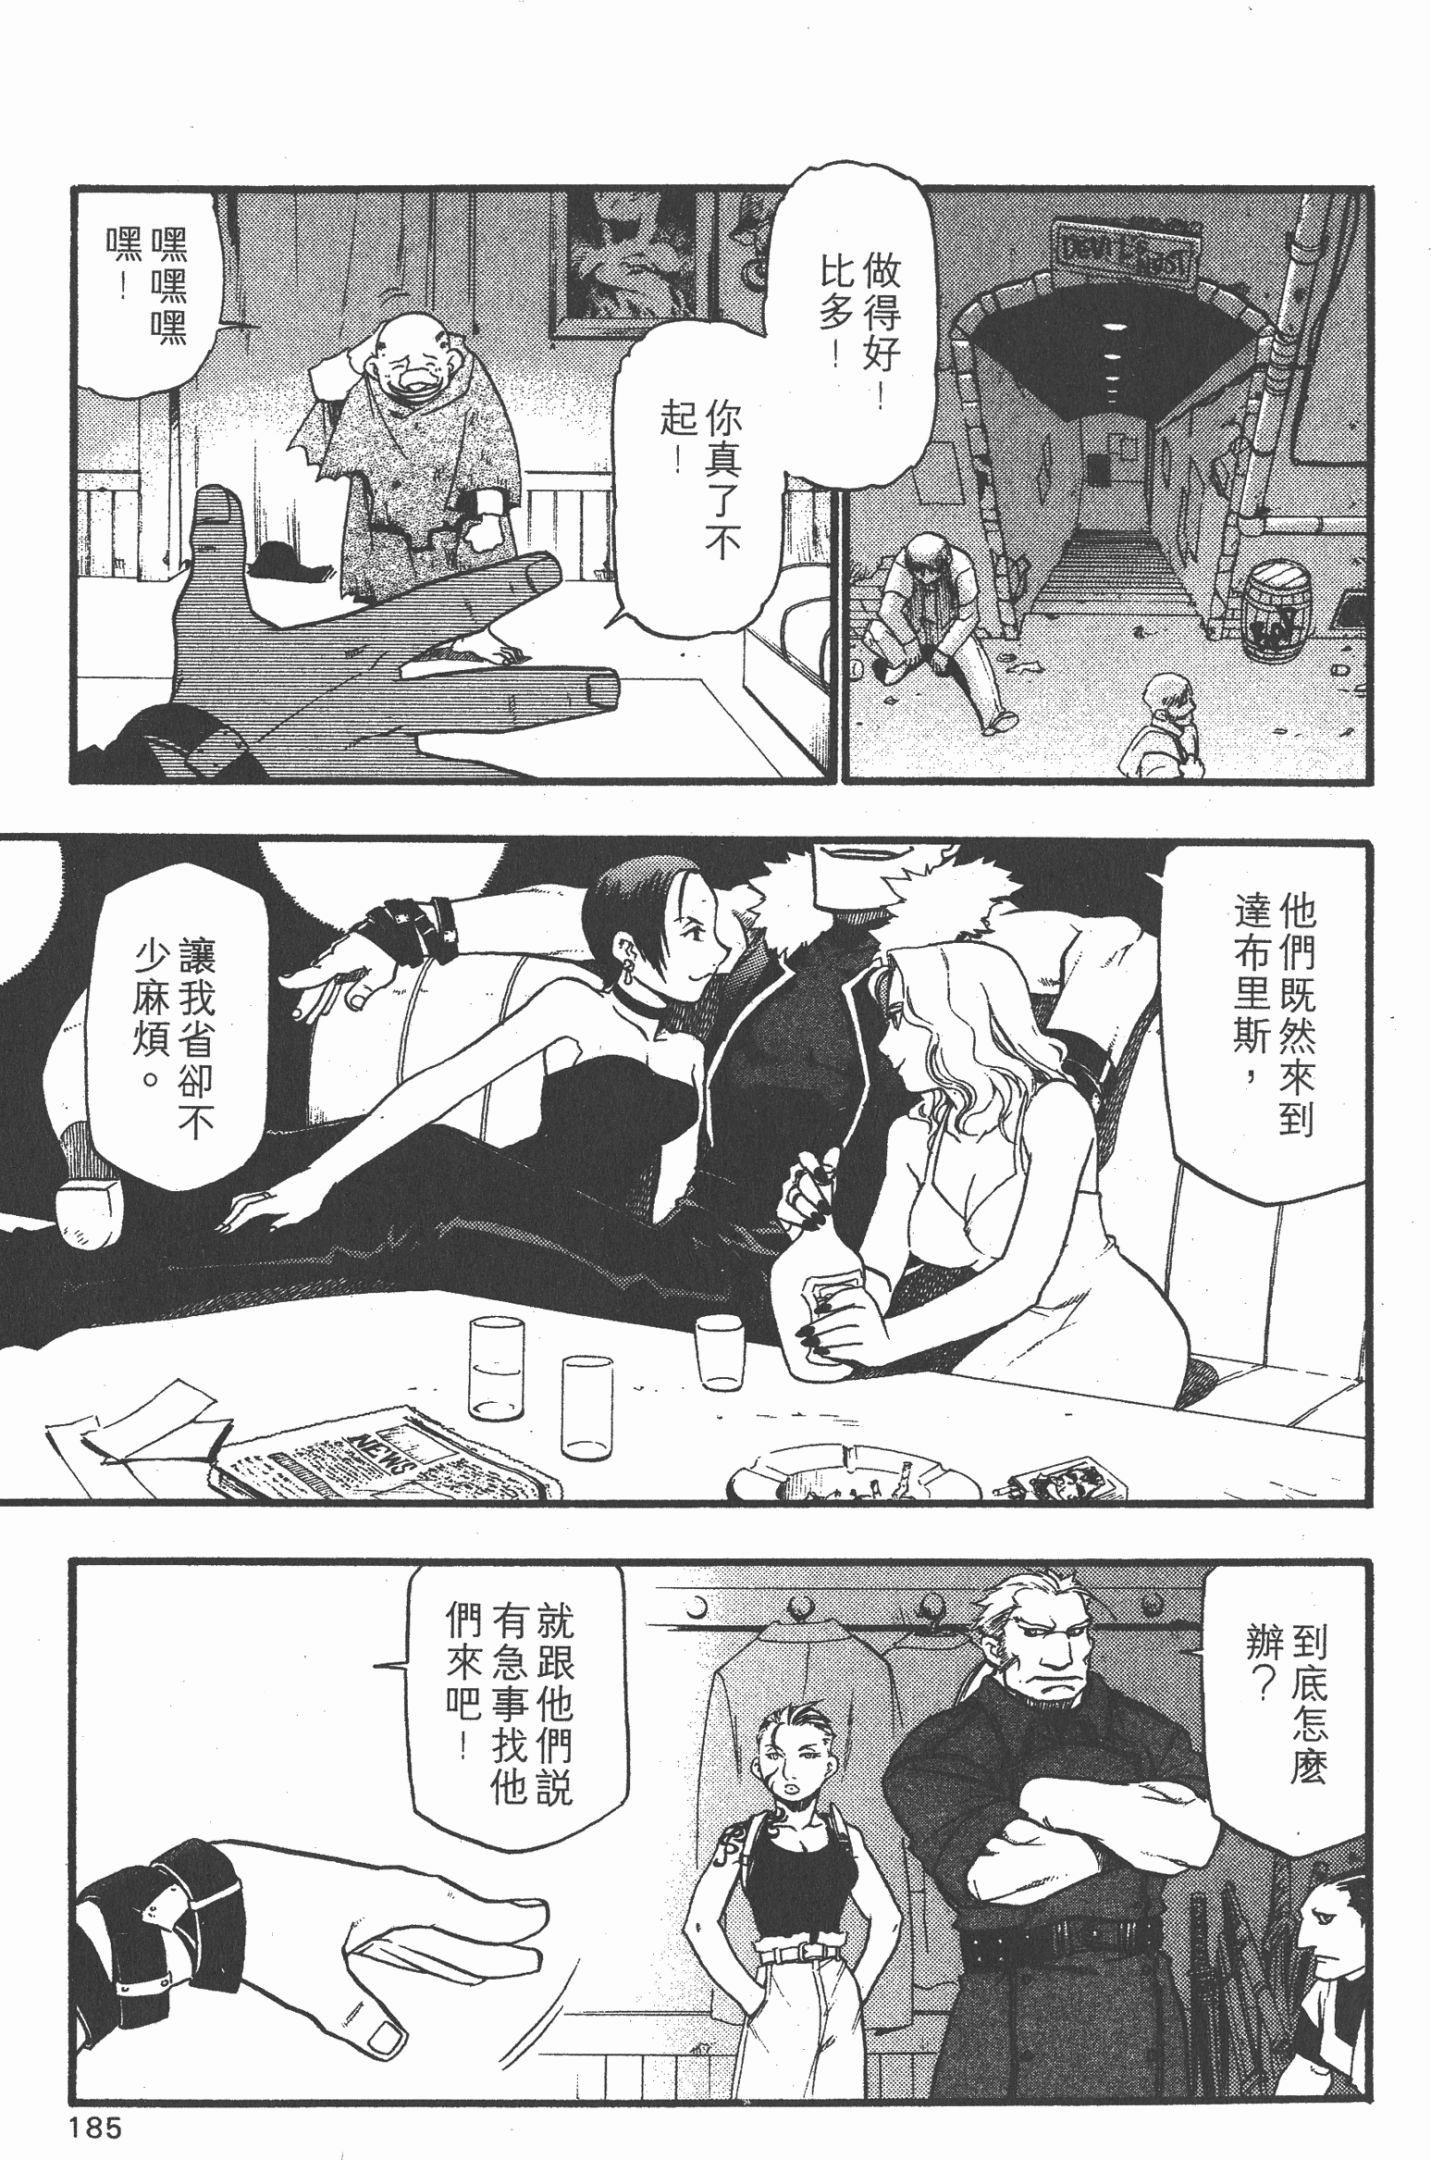 DEVIL'S NEST
做得好！
比多！
你真了不
起！
嘿嘿嘿
嘿！
他們既然來到
達布里斯，
讓我省卻不
少麻煩。
NEWS
到底怎麼
辦？
就跟他們說
有急事找他
們來吧！
185